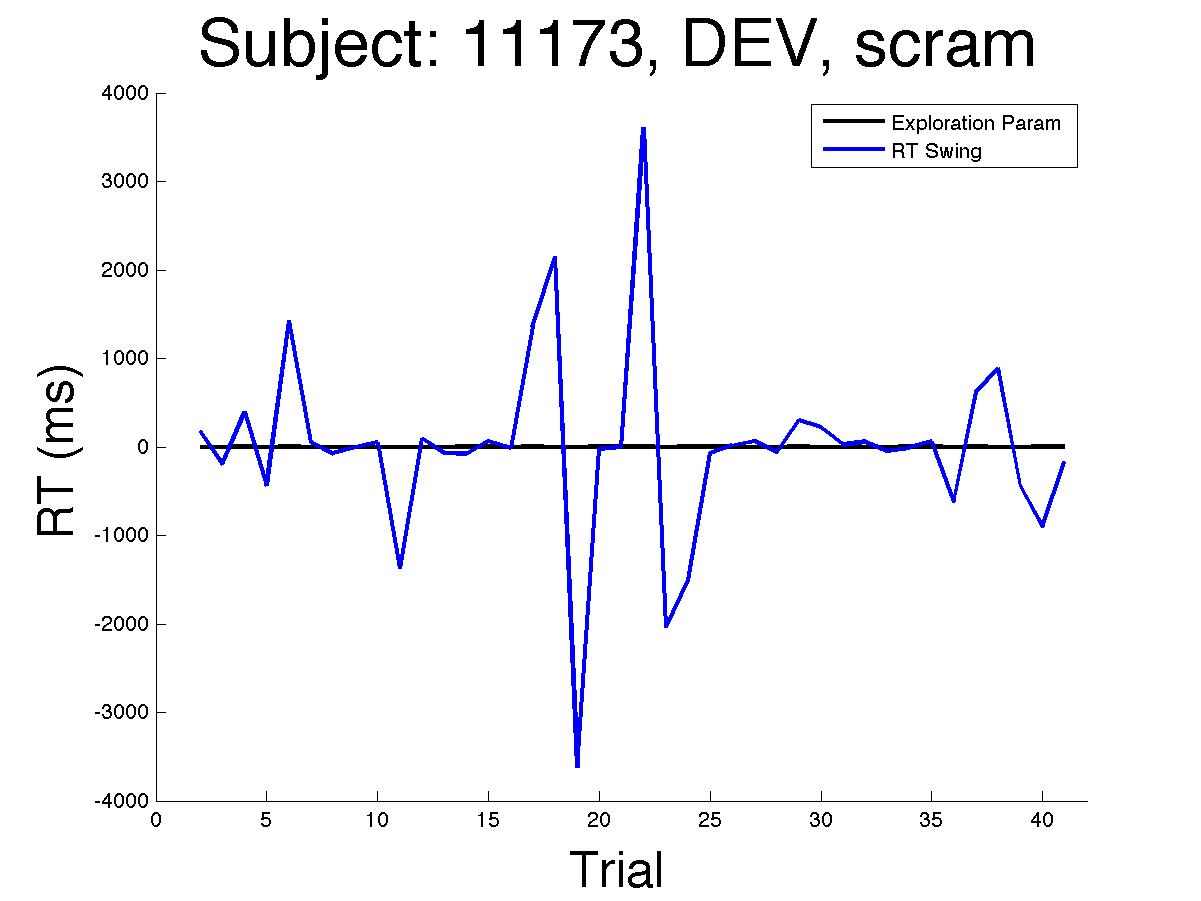 Subject: 11173, DEV, scram
Exploration Param
RT Swing
4000
3000
2000
1000
0
-1000
-2000
-3000
-4000
RT (ms)
0 5 10 15 20 25 30 35 40
Trial